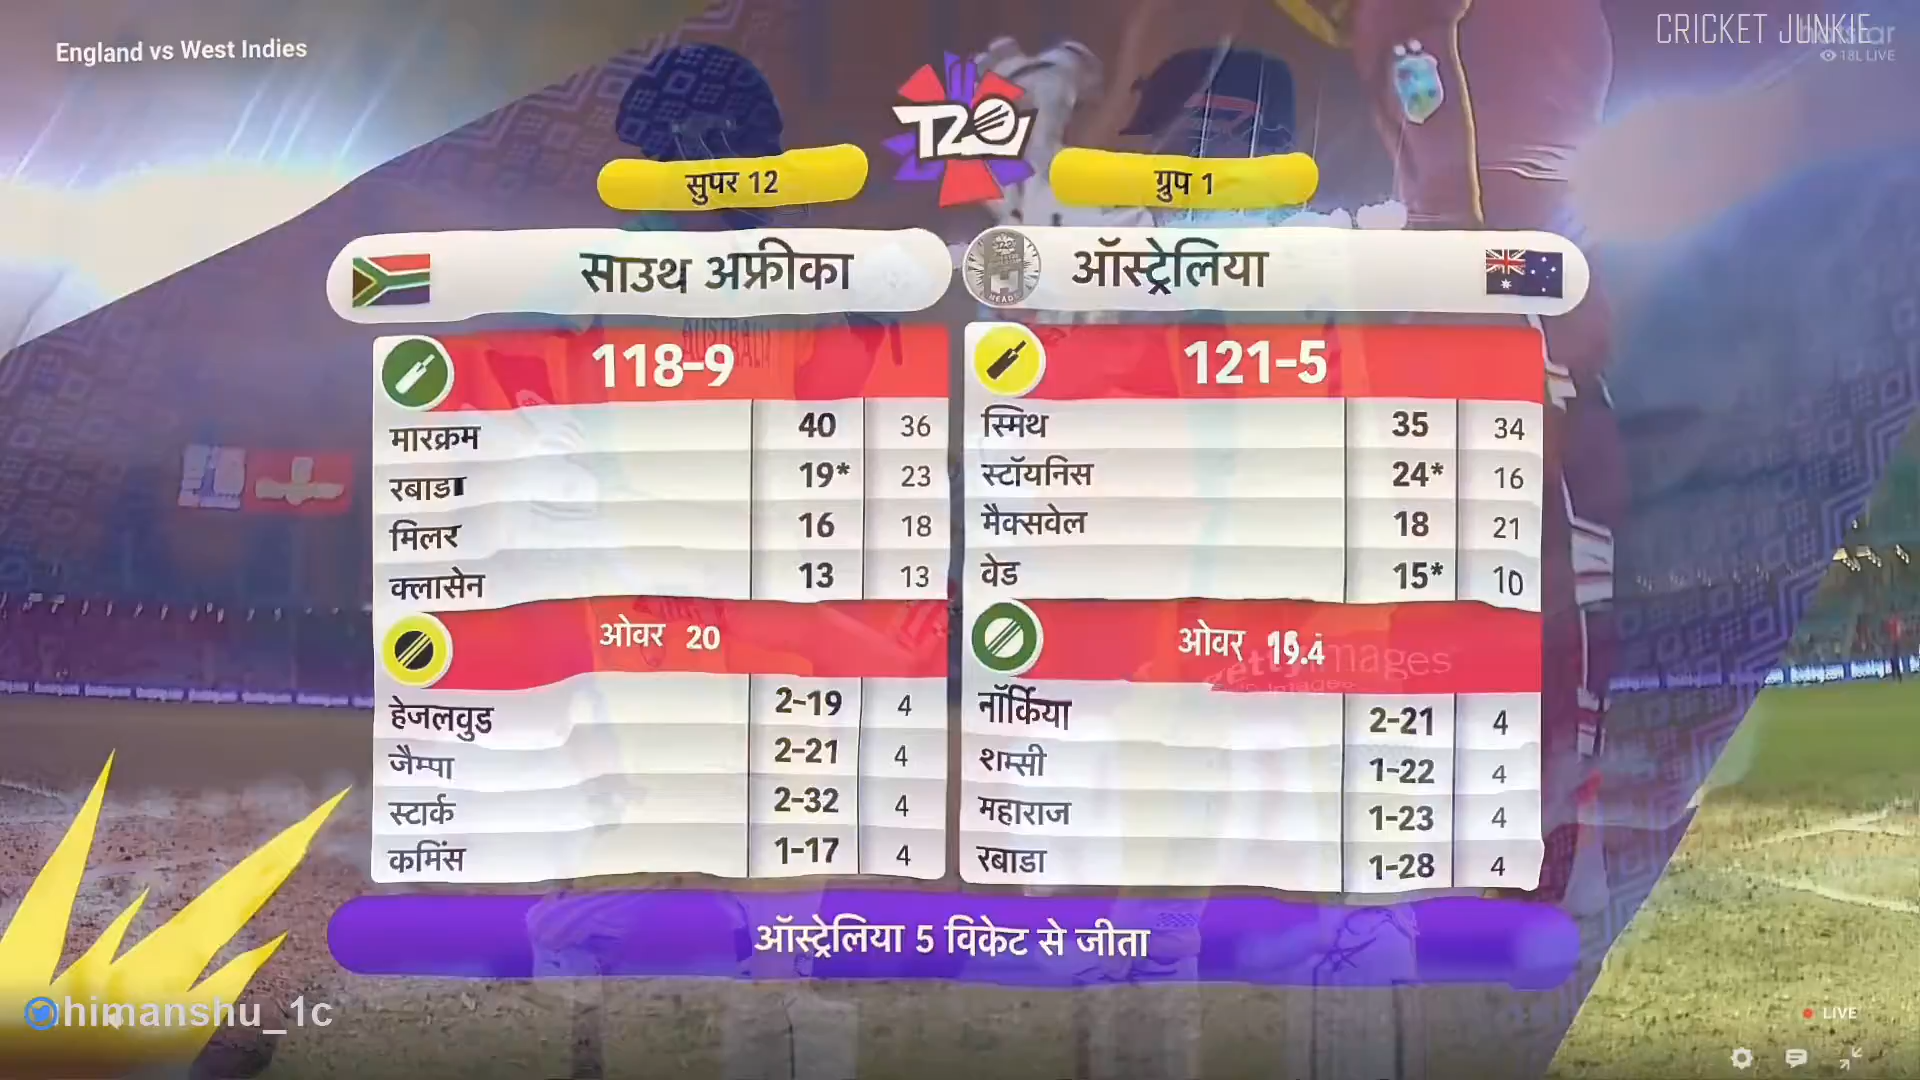 England vs West Indies
CRICKET JUNKIE
18L LIVE
T20
सुपर 12
ग्रुप 1
साउथ अफ्रीका
ऑस्ट्रेलिया
HEADS
118-9
मारक्रम 40 36
रबाडा 19* 23
मिलर 16 18
क्लासेन 13 13
ओवर 20
हेजलवुड 2-19 4
जैम्पा 2-21 4
स्टार्क 2-32 4
कमिंस 1-17 4
121-5
स्मिथ 35 34
स्टॉयनिस 24* 16
मैक्सवेल 18 21
वेड 15* 10
ओवर 19.4
नॉर्किया 2-21 4
शम्सी 1-22 4
महाराज 1-23 4
रबाडा 1-28 4
gettyimages
ऑस्ट्रेलिया 5 विकेट से जीता
@himanshu_1c
LIVE